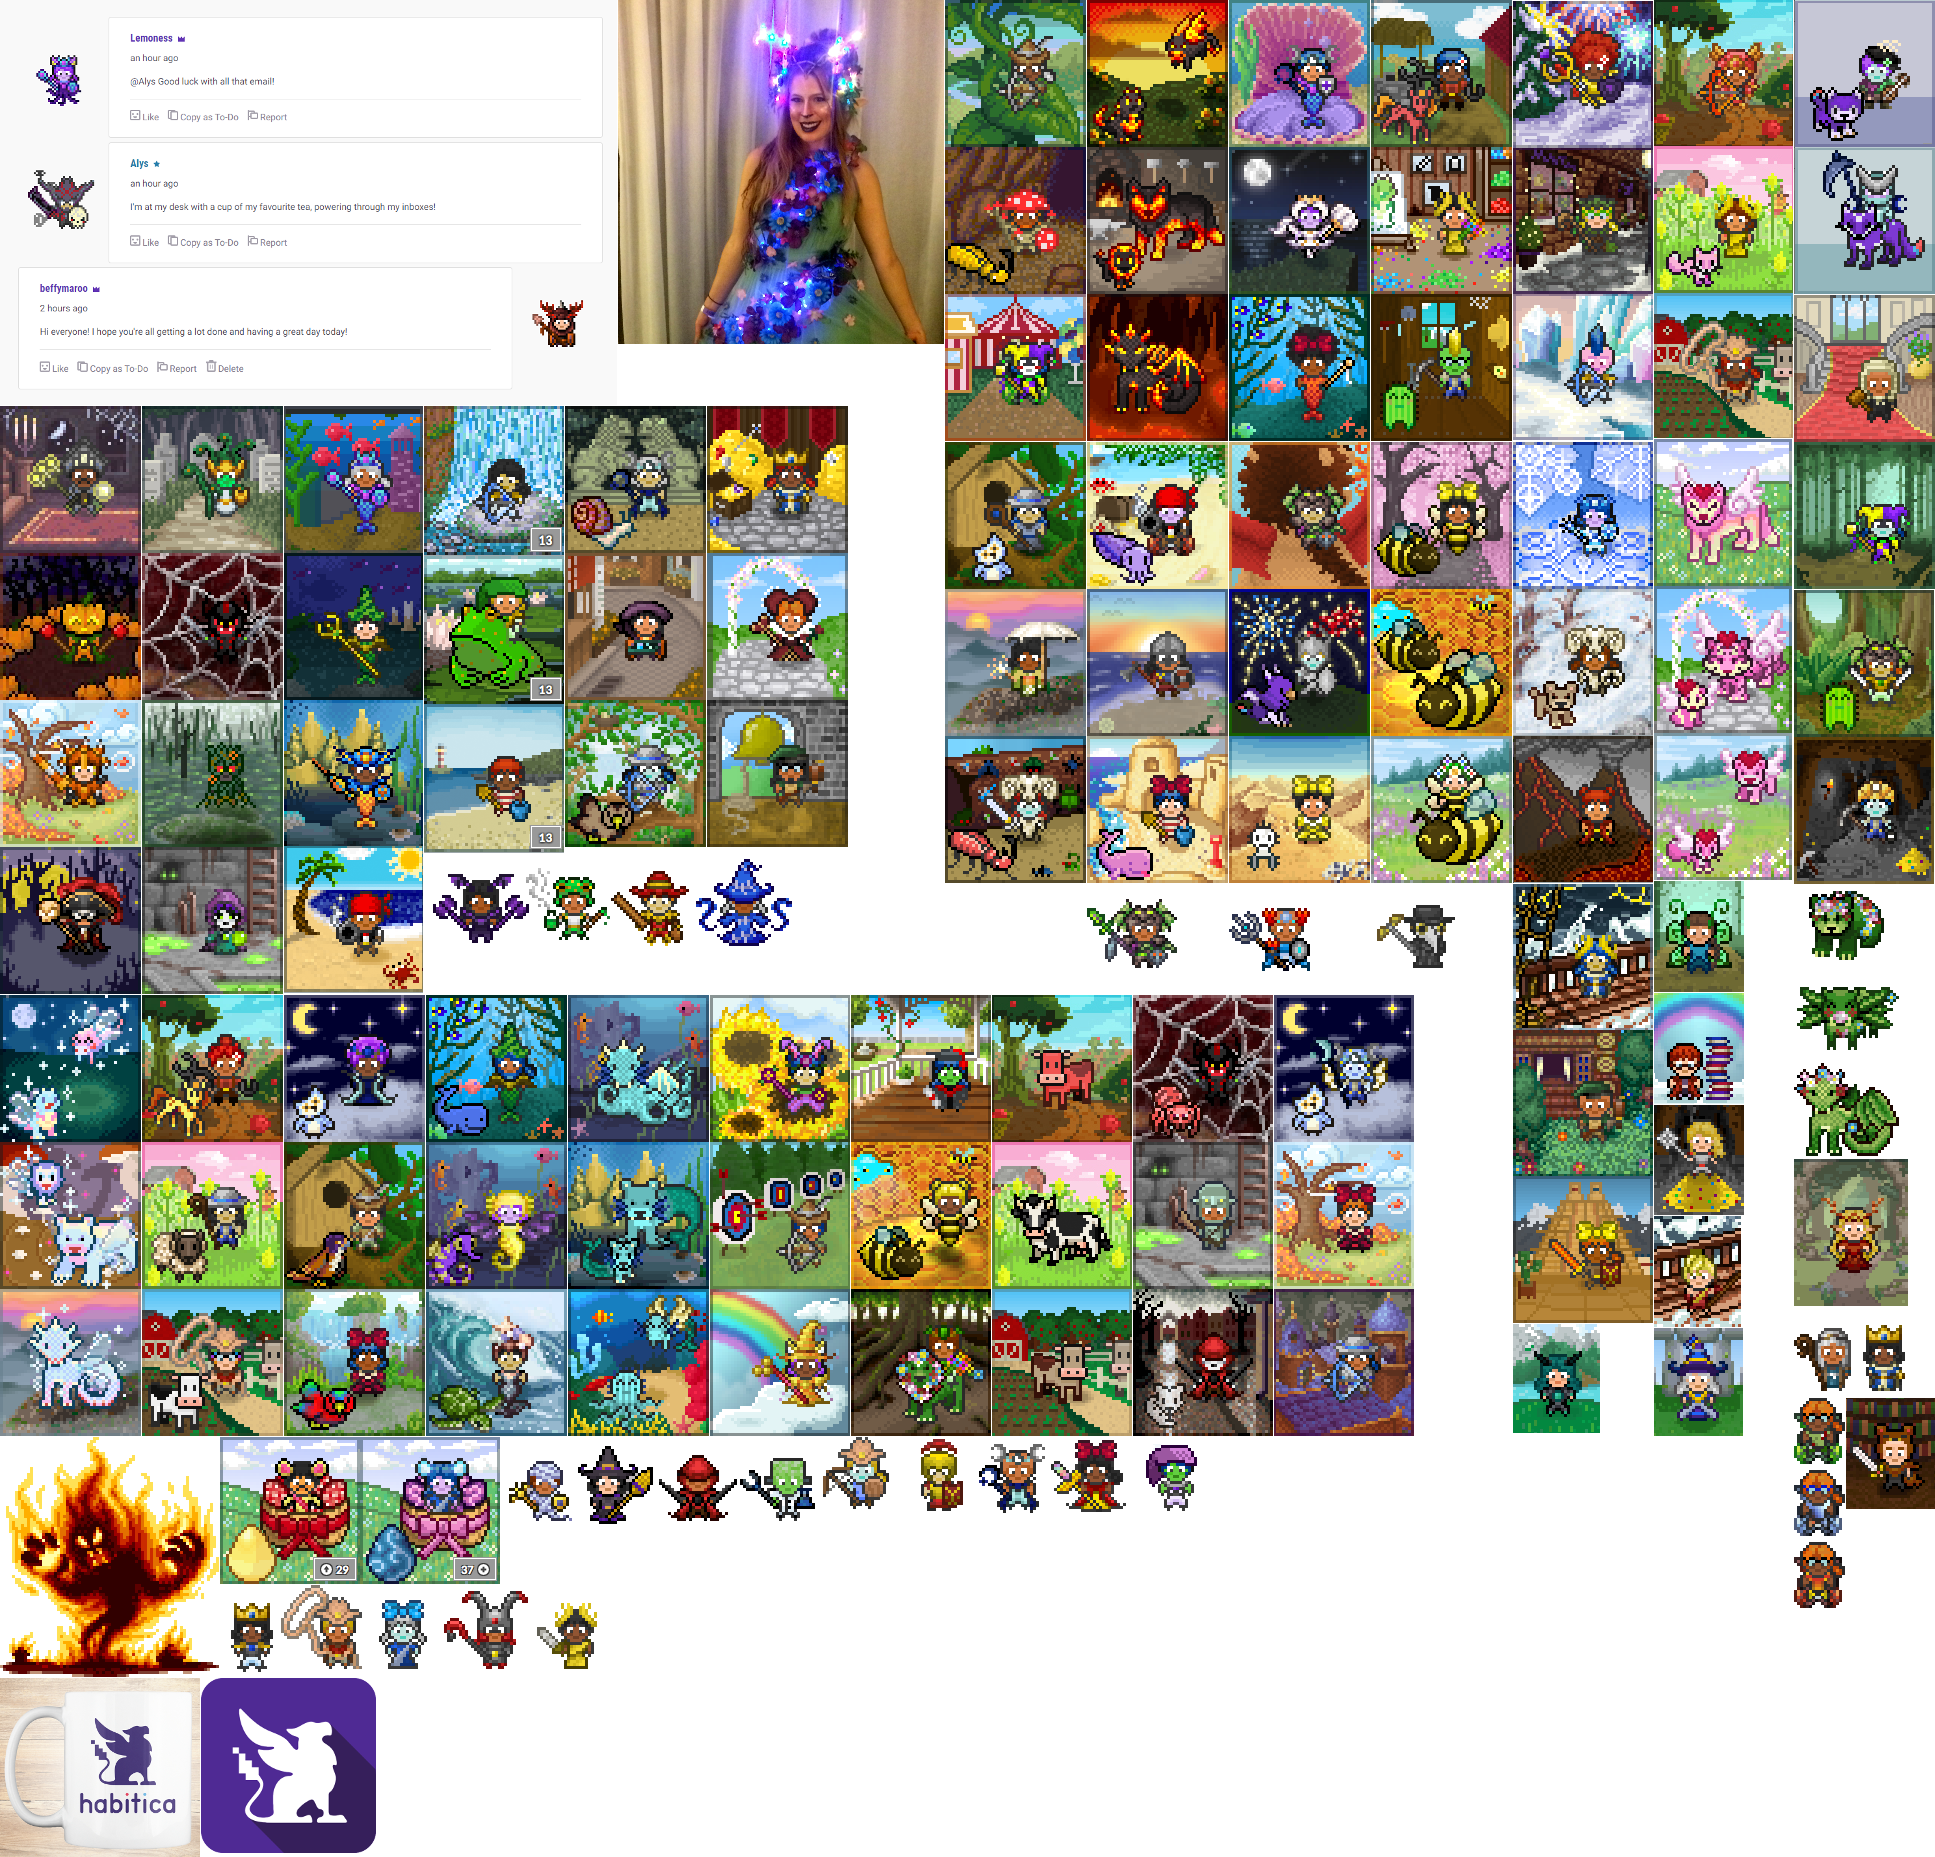 Lemoness
an hour ago
@Alys Good luck with all that email!
Like Copy as To-Do Report
Alys
an hour ago
I'm at my desk with a cup of my favourite tea, powering through my inboxes!
Like Copy as To-Do Report
beffymaroo
2 hours ago
Hi everyone! I hope you're all getting a lot done and having a great day today!
Like Copy as To-Do Report Delete
13
13
13
29
37
habitica